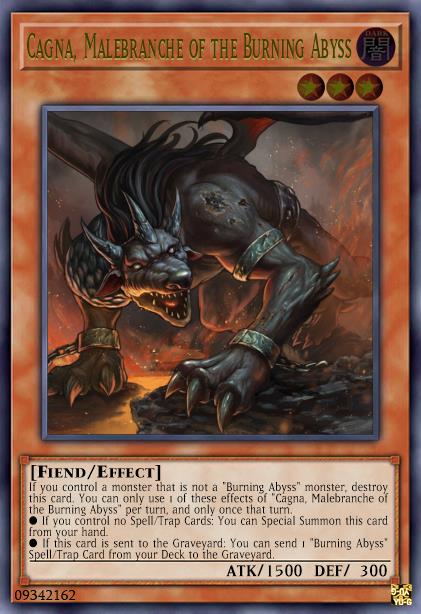 Cagna, Malebranche of the Burning Abyss
DARK
闇
[Fiend/Effect]
If you control a monster that is not a "Burning Abyss" monster, destroy
this card. You can only use 1 of these effects of "Cagna, Malebranche of
the Burning Abyss" per turn, and only once that turn.
● If you control no Spell/Trap Cards: You can Special Summon this card
from your hand.
● If this card is sent to the Graveyard: You can send 1 "Burning Abyss"
Spell/Trap Card from your Deck to the Graveyard.
ATK/1500 DEF/ 300
09342162